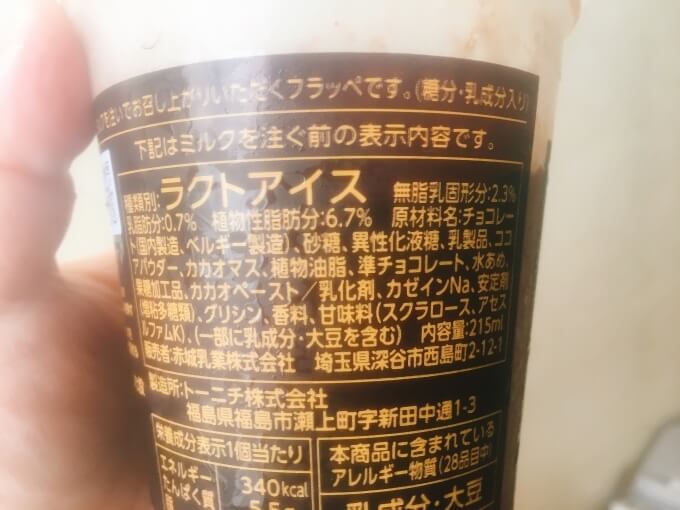 を注いでお召し上がりいただくフラッペです。(糖分・乳成分入り)
下記はミルクを注ぐ前の表示内容です。
種類別:ラクトアイス 無脂乳固形分:2.3%
乳脂肪分:0.7% 植物性脂肪分:6.7% 原材料名:チョコレー
ト(国内製造、ベルギー製造)、砂糖、異性化液糖、乳製品、ココ
アパウダー、カカオマス、植物油脂、準チョコレート、水あめ、
果糖加工品、カカオペースト/乳化剤、カゼインNa、安定剤
(増粘多糖類)、グリシン、香料、甘味料(スクラロース、アセス
ルファムK)、(一部に乳成分・大豆を含む) 内容量:215ml
販売者:赤城乳業株式会社 埼玉県深谷市西島町2-12-1
製造所:トーニチ株式会社
福島県福島市瀬上町字新田中通1-3
栄養成分表示1個当たり
エネルギー 340kcal
たんぱく質 5.5g
本商品に含まれている
アレルギー物質(28品目中)
乳成分・大豆